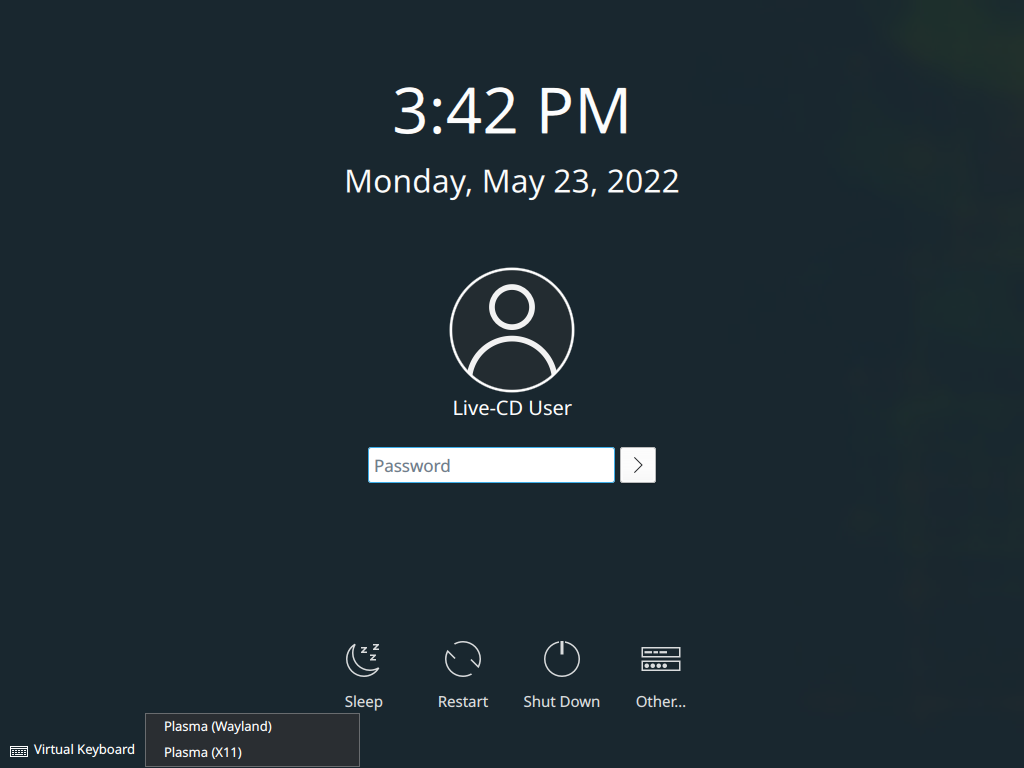 3:42 PM
Monday, May 23, 2022
Live-CD User
Password
Sleep
Restart
Shut Down
Other...
Plasma (Wayland)
Virtual Keyboard
Plasma (X11)